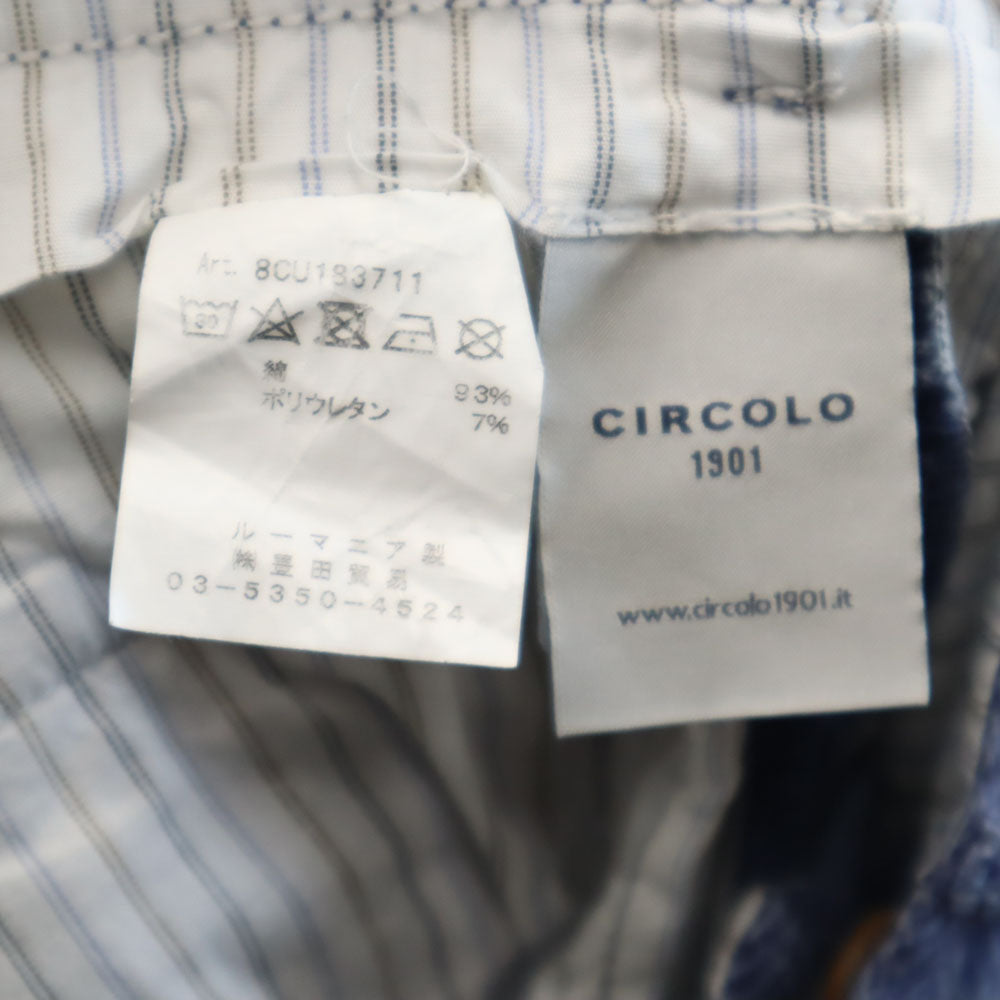 Art. 8CU183711
30
綿 93%
ポリウレタン 7%
ルーマニア製
㈱豊田貿易
03-5350-4524
CIRCOLO
1901
www.circolo1901.it